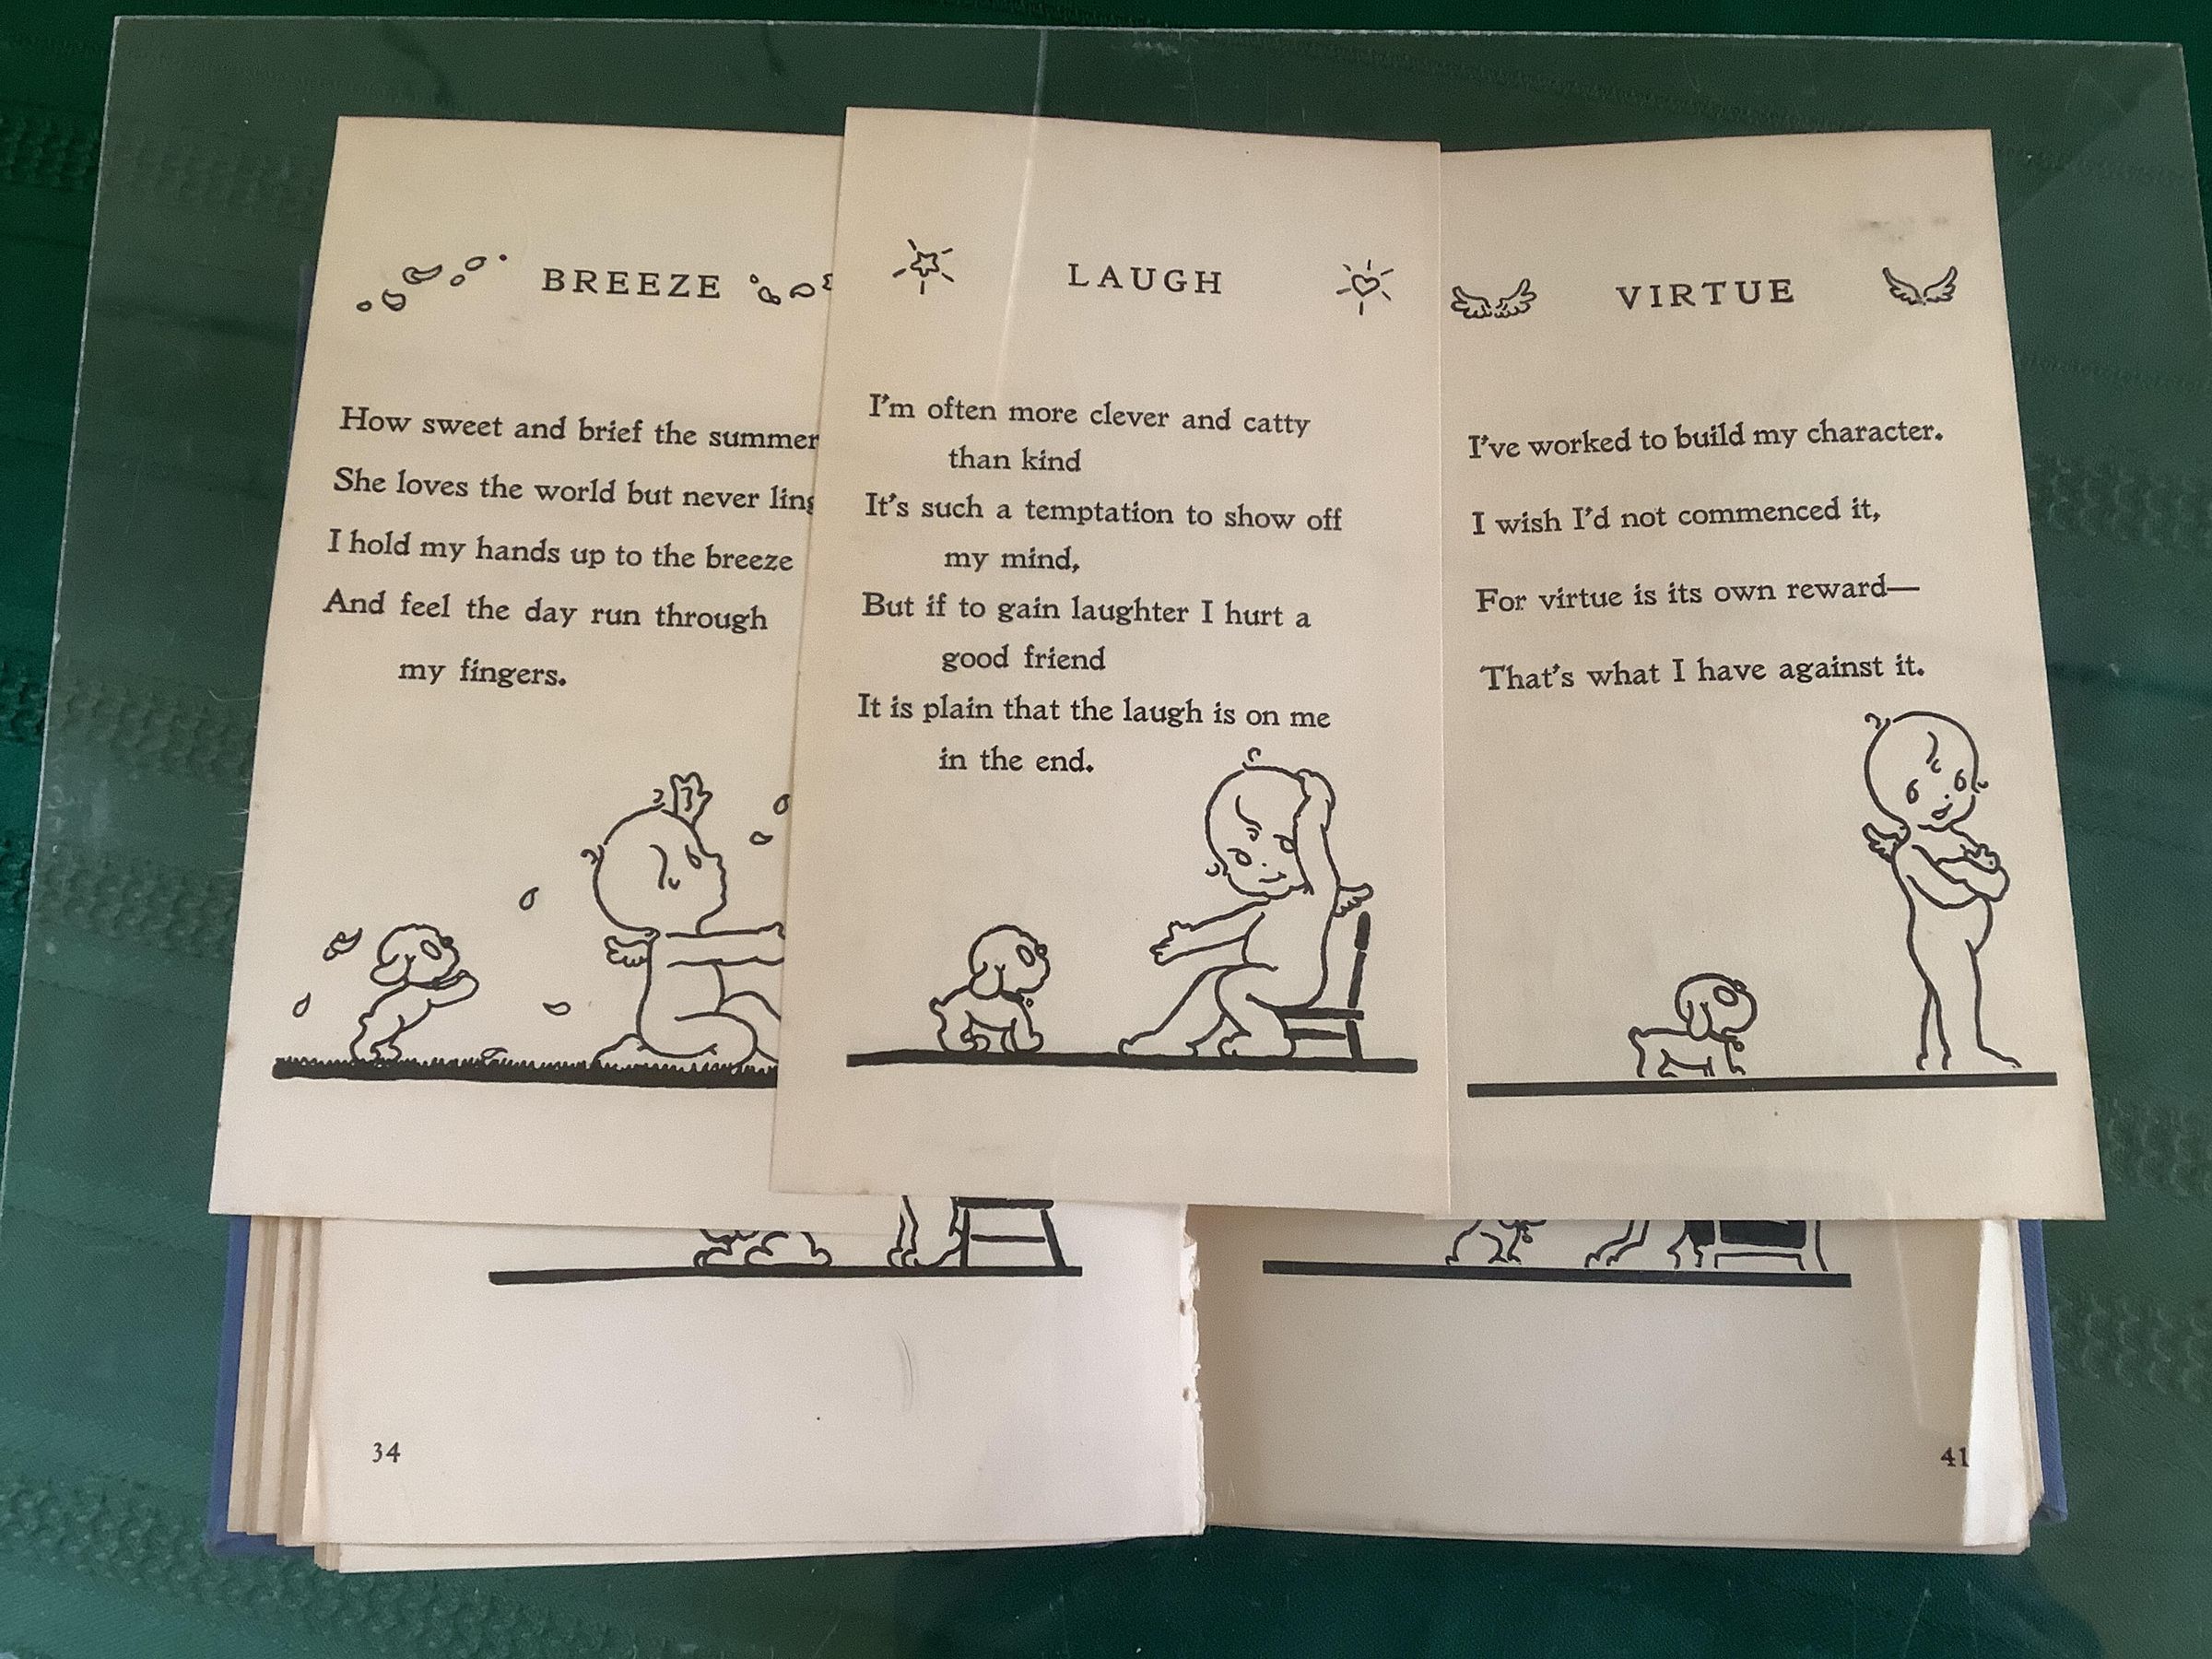 BREEZE
How sweet and brief the summer
She loves the world but never
I hold my hands up to the breeze
And feel the day run through
my fingers.
LAUGH
I'm often more clever and catty
than kind
It's such a temptation to show off
my mind,
But if to gain laughter I hurt a
good friend
It is plain that the laugh is on me
in the end.
VIRTUE
I've worked to build my character.
I wish I'd not commenced it,
For virtue is its own reward—
That's what I have against it.
34
41